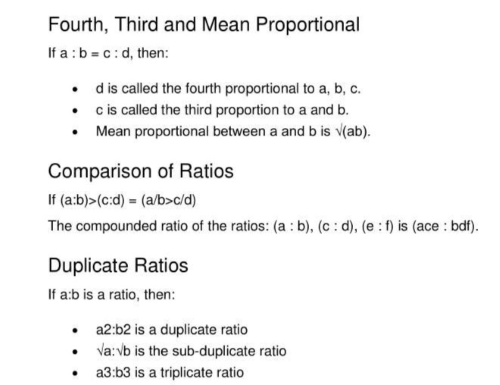 Fourth, Third and Mean Proportional
If a : b = c : d, then:
• d is called the fourth proportional to a, b, c.
• c is called the third proportion to a and b.
• Mean proportional between a and b is √(ab).
Comparison of Ratios
If (a:b)>(c:d) = (a/b>c/d)
The compounded ratio of the ratios: (a : b), (c : d), (e : f) is (ace : bdf).
Duplicate Ratios
If a:b is a ratio, then:
• a2:b2 is a duplicate ratio
• √a:√b is the sub-duplicate ratio
• a3:b3 is a triplicate ratio